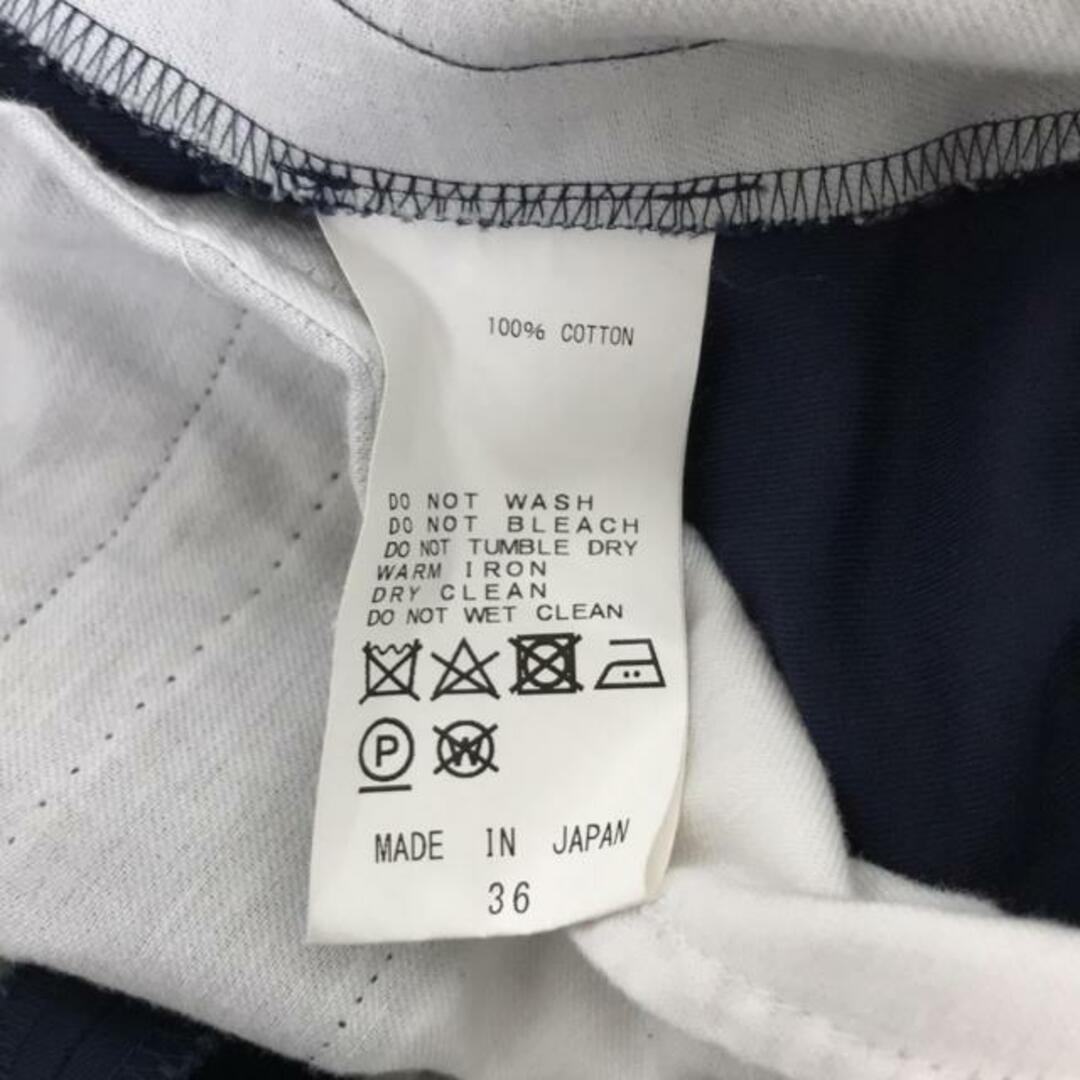 100% COTTON
DO NOT WASH
DO NOT BLEACH
DO NOT TUMBLE DRY
WARM IRON
DRY CLEAN
DO NOT WET CLEAN
P W
MADE IN JAPAN
36